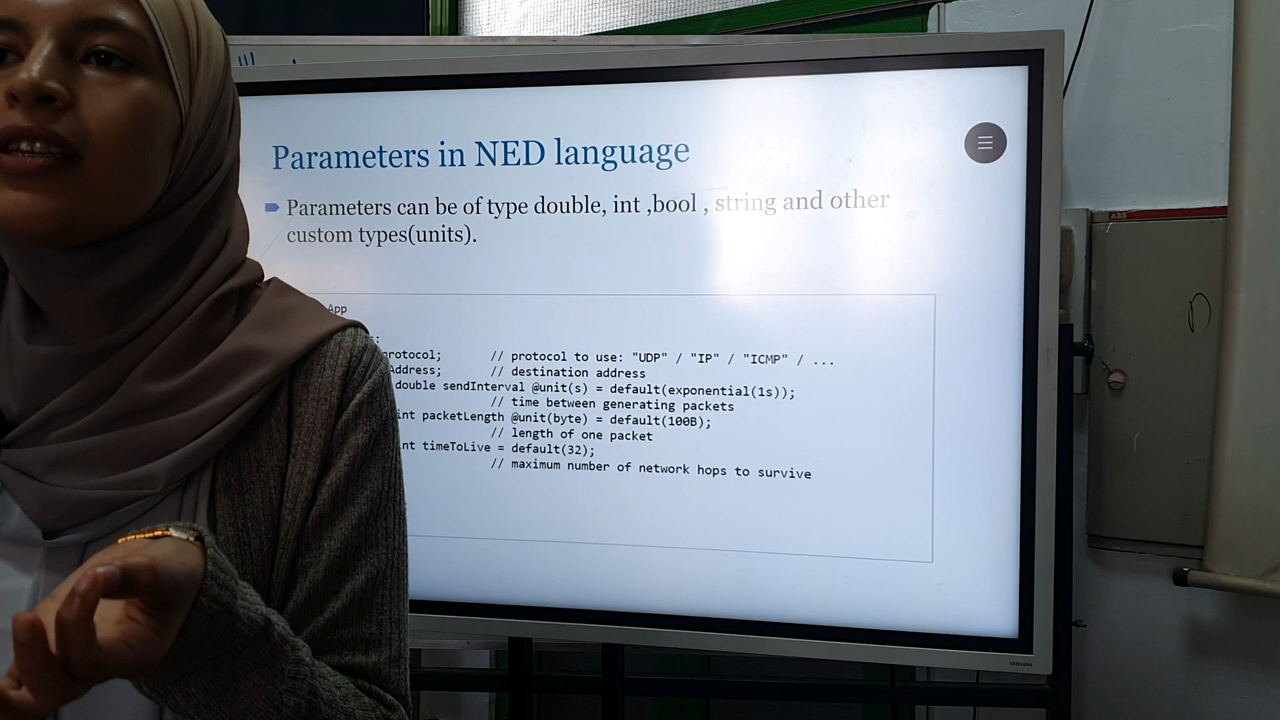 Parameters in NED language
Parameters can be of type double, int ,bool , string and other
custom types(units).
App
:
// protocol to use: "UDP" / "IP" / "ICMP" / ...
// destination address
double sendInterval @unit(s) = default(exponential(1s));
// time between generating packets
int packetLength @unit(byte) = default(100B);
// length of one packet
timeToLive = default(32);
// maximum number of network hops to survive
SAMSUNG
ABB